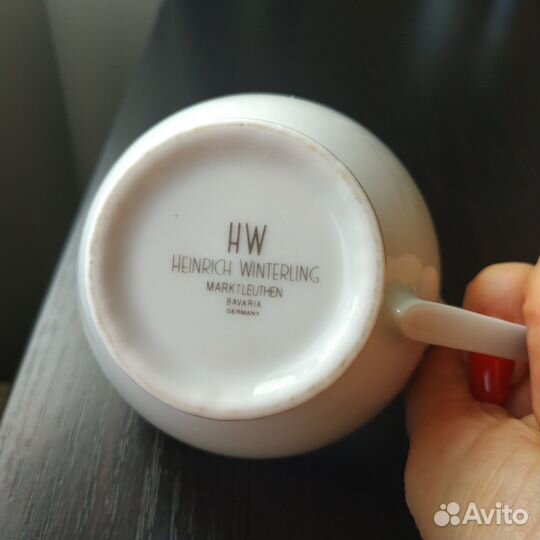 HW
HEINRICH WINTERLING
MARKTLEUTHEN
BAVARIA
GERMANY
Avito